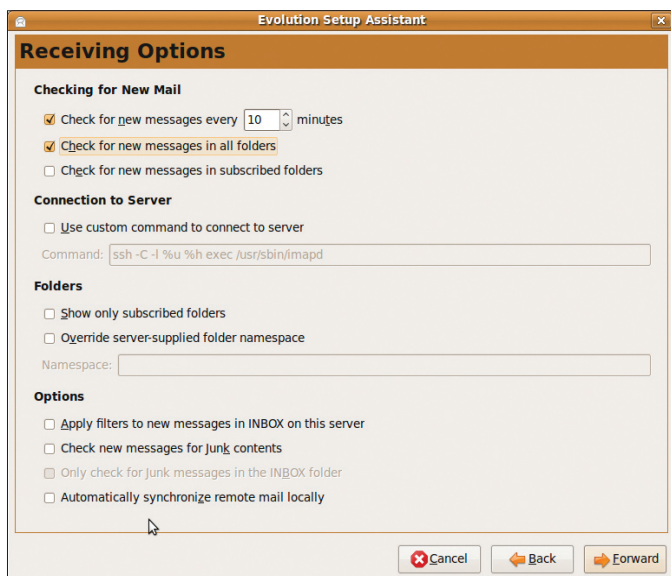 Evolution Setup Assistant
Receiving Options
Checking for New Mail
Check for new messages every 10 minutes
Check for new messages in all folders
Check for new messages in subscribed folders
Connection to Server
Use custom command to connect to server
Command: ssh -C -l %u %h exec /usr/sbin/imapd
Folders
Show only subscribed folders
Override server-supplied folder namespace
Namespace:
Options
Apply filters to new messages in INBOX on this server
Check new messages for Junk contents
Only check for Junk messages in the INBOX folder
Automatically synchronize remote mail locally
Cancel Back Forward